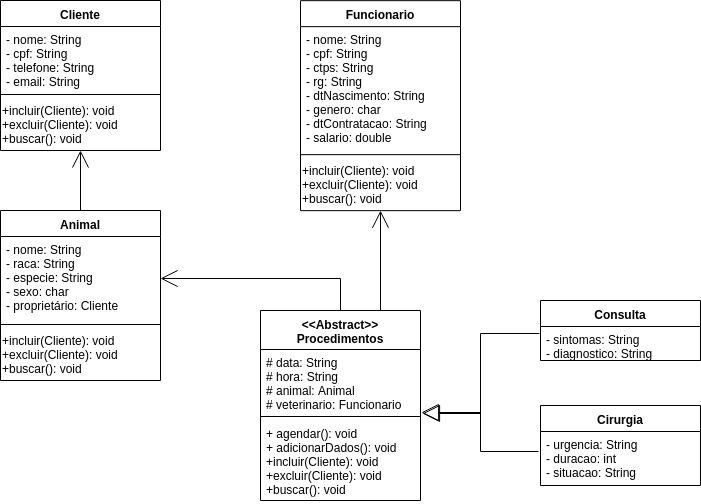 Cliente
- nome: String
- cpf: String
- telefone: String
- email: String
+incluir(Cliente): void
+excluir(Cliente): void
+buscar(): void
Funcionario
- nome: String
- cpf: String
- ctps: String
- rg: String
- dtNascimento: String
- genero: char
- dtContratacao: String
- salario: double
+incluir(Cliente): void
+excluir(Cliente): void
+buscar(): void
Animal
- nome: String
- raca: String
- especie: String
- sexo: char
- proprietário: Cliente
+incluir(Cliente): void
+excluir(Cliente): void
+buscar(): void
<<Abstract>>
Procedimentos
# data: String
# hora: String
# animal: Animal
# veterinario: Funcionario
+ agendar(): void
+ adicionarDados(): void
+incluir(Cliente): void
+excluir(Cliente): void
+buscar(): void
Consulta
- sintomas: String
- diagnostico: String
Cirurgia
- urgencia: String
- duracao: int
- situacao: String